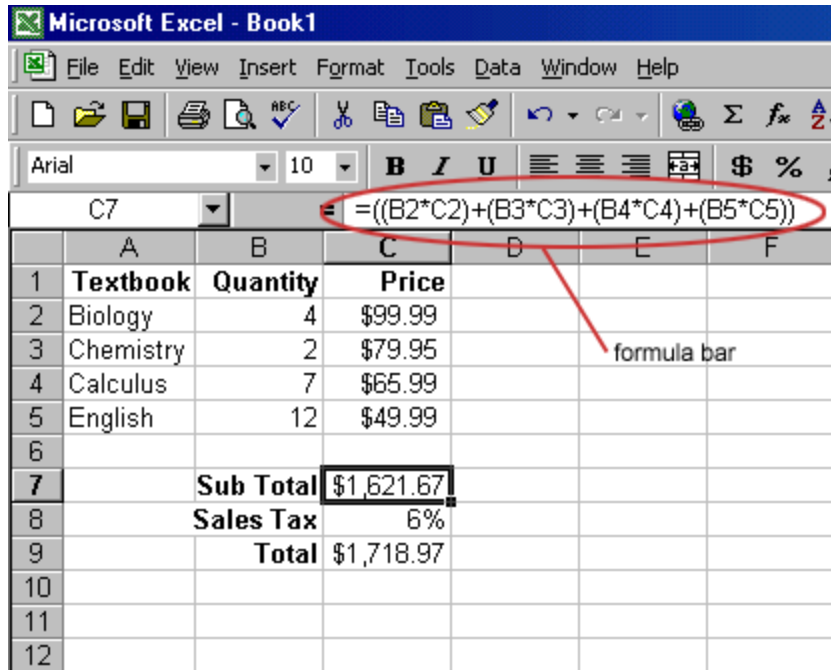 Microsoft Excel - Book1
File Edit View Insert Format Tools Data Window Help
ABC Σ fx A Z
Arial 10 B I U a $ % ,
C7 = =((B2*C2)+(B3*C3)+(B4*C4)+(B5*C5))
A B C D E F
1 Textbook Quantity Price
2 Biology 4 $99.99
3 Chemistry 2 $79.95 formula bar
4 Calculus 7 $65.99
5 English 12 $49.99
6
7 Sub Total $1,621.67
8 Sales Tax 6%
9 Total $1,718.97
10
11
12